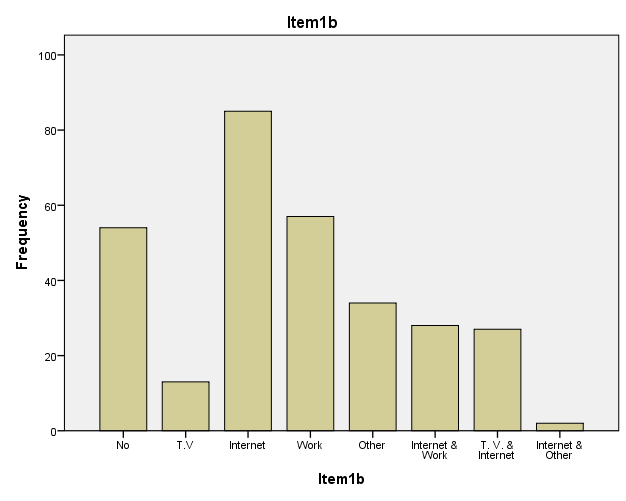 Item1b
Frequency
100
80
60
40
20
0
No T.V Internet Work Other Internet & T. V. & Internet &
Work Internet Other
Item1b